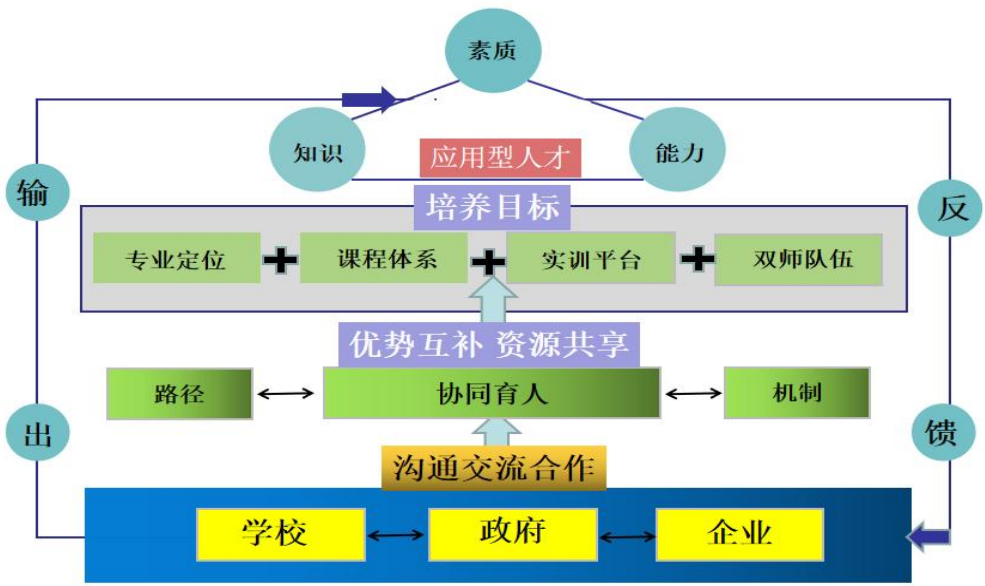 素质
知识
能力
应用型人才
输
反
培养目标
专业定位
课程体系
实训平台
双师队伍
优势互补 资源共享
路径
协同育人
机制
出
馈
沟通交流合作
学校
政府
企业